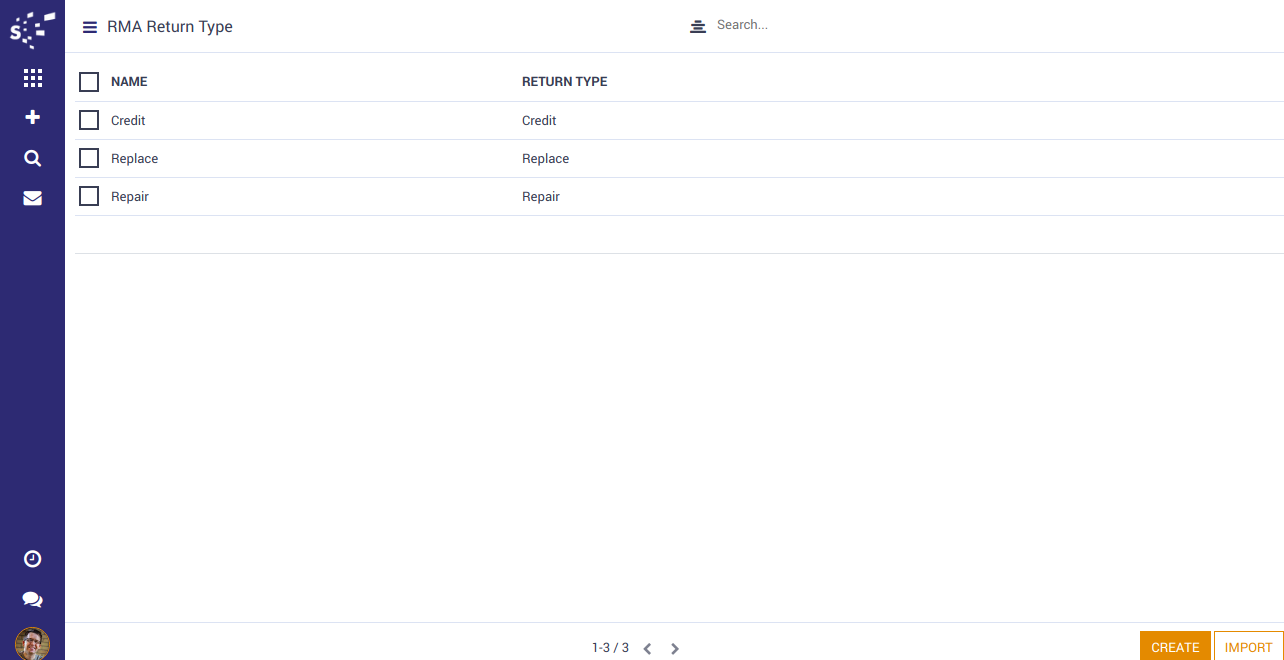 s
RMA Return Type
Search...
NAME RETURN TYPE
Credit Credit
Replace Replace
Repair Repair
1-3 / 3
CREATE IMPORT